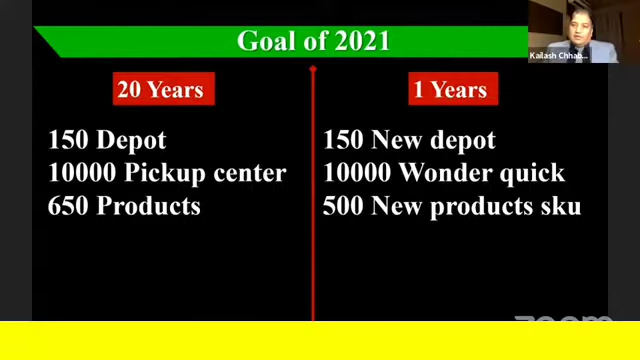 Goal of 2021
Kailash Chhab...
20 Years
1 Years
150 Depot
10000 Pickup center
650 Products
150 New depot
10000 Wonder quick
500 New products sku
zoom